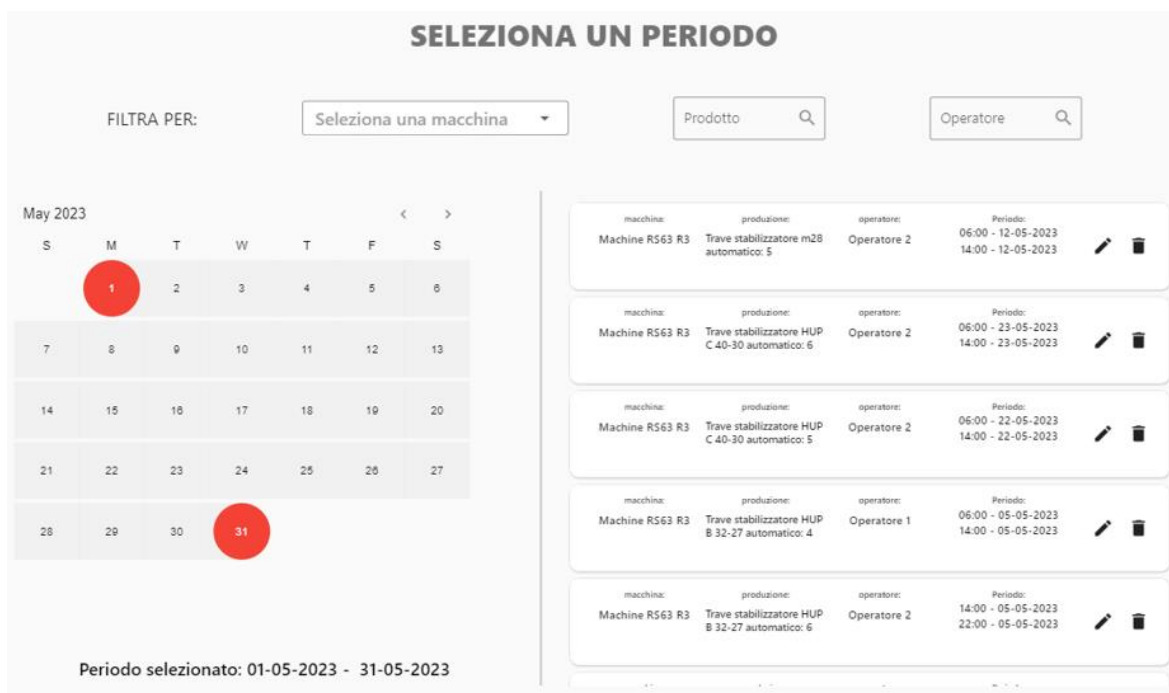 SELEZIONA UN PERIODO
FILTRA PER:
Seleziona una macchina
Prodotto
Operatore
May 2023
S M T W T F S
1 2 3 4 5 6
7 8 9 10 11 12 13
14 15 16 17 18 19 20
21 22 23 24 25 26 27
28 29 30 31
Periodo selezionato: 01-05-2023 - 31-05-2023
macchina: produzione: operatore: Periodo:
Machine RS63 R3 Trave stabilizzatore m28 Operatore 2 06:00 - 12-05-2023
automatico: 5 14:00 - 12-05-2023
macchina: produzione: operatore: Periodo:
Machine RS63 R3 Trave stabilizzatore HUP Operatore 2 06:00 - 23-05-2023
C 40-30 automatico: 6 14:00 - 23-05-2023
macchina: produzione: operatore: Periodo:
Machine RS63 R3 Trave stabilizzatore HUP Operatore 2 06:00 - 22-05-2023
C 40-30 automatico: 5 14:00 - 22-05-2023
macchina: produzione: operatore: Periodo:
Machine RS63 R3 Trave stabilizzatore HUP Operatore 1 06:00 - 05-05-2023
B 32-27 automatico: 4 14:00 - 05-05-2023
macchina: produzione: operatore: Periodo:
Machine RS63 R3 Trave stabilizzatore HUP Operatore 2 14:00 - 05-05-2023
B 32-27 automatico: 6 22:00 - 05-05-2023